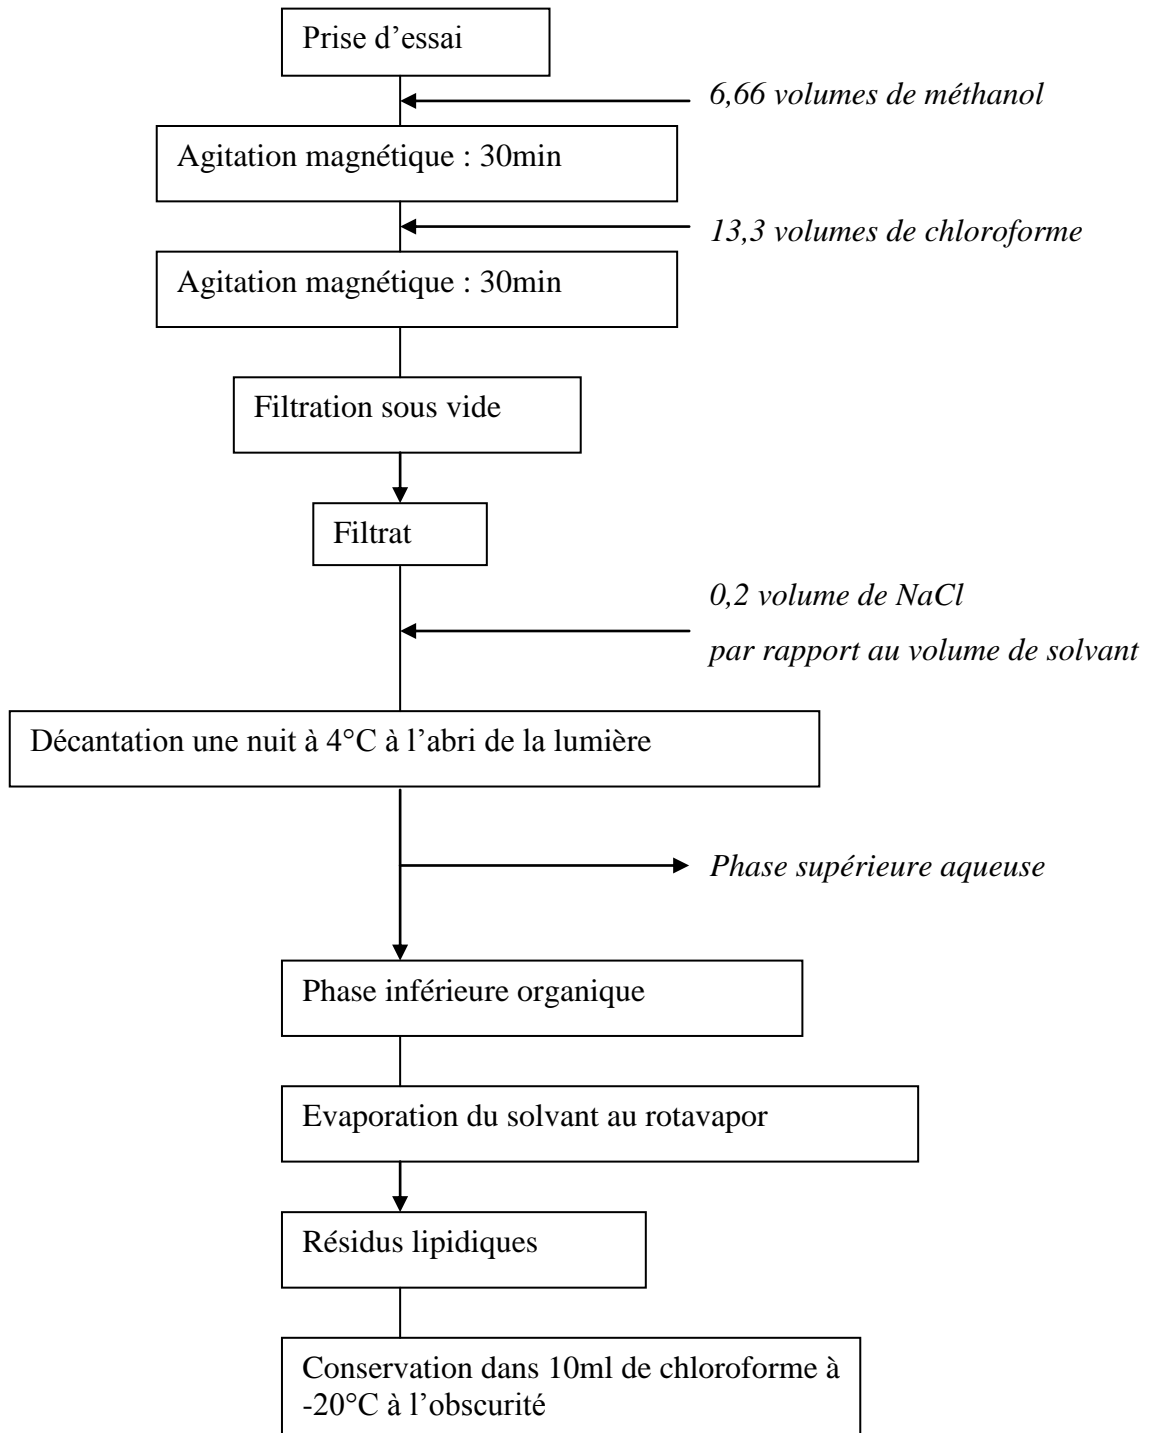 Prise d’essai
6,66 volumes de méthanol
Agitation magnétique : 30min
13,3 volumes de chloroforme
Agitation magnétique : 30min
Filtration sous vide
Filtrat
0,2 volume de NaCl
par rapport au volume de solvant
Décantation une nuit à 4°C à l’abri de la lumière
Phase supérieure aqueuse
Phase inférieure organique
Evaporation du solvant au rotavapor
Résidus lipidiques
Conservation dans 10ml de chloroforme à
-20°C à l’obscurité